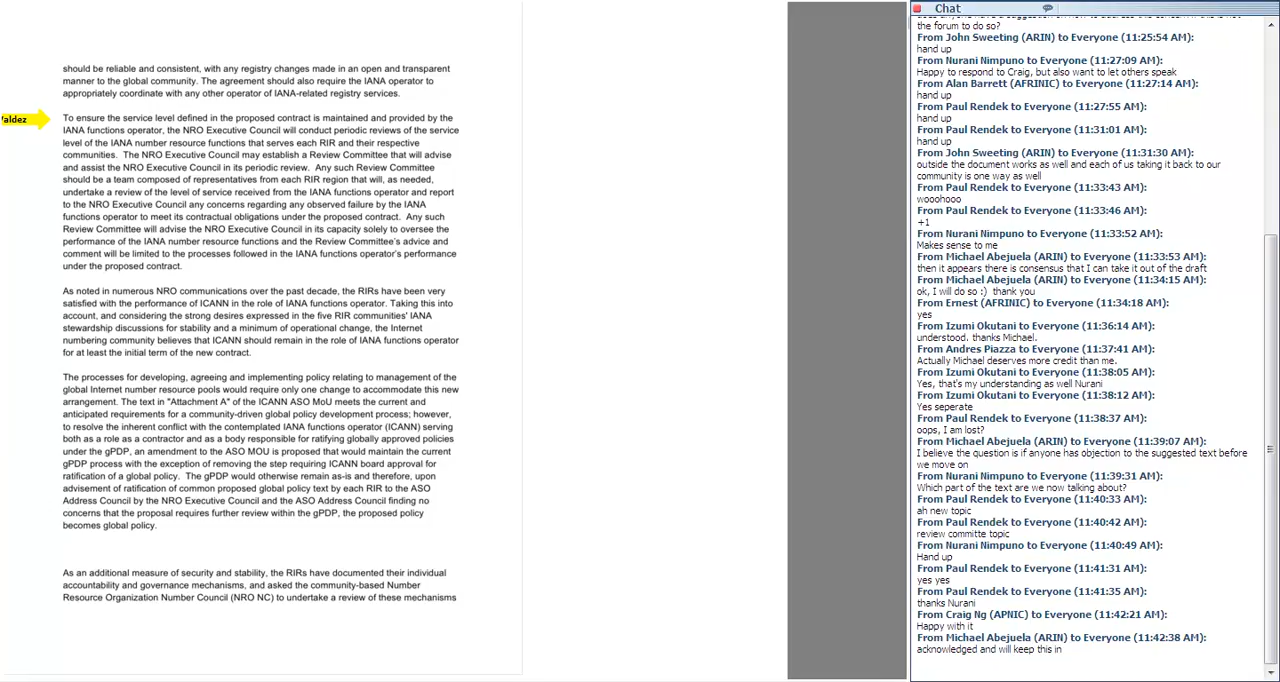 should be reliable and consistent, with any registry changes made in an open and transparent
manner to the global community. The agreement should also require the IANA operator to
appropriately coordinate with any other operator of IANA-related registry services.
aldez
To ensure the service level defined in the proposed contract is maintained and provided by the
IANA functions operator, the NRO Executive Council will conduct periodic reviews of the service
level of the IANA number resource functions that serves each RIR and their respective
communities. The NRO Executive Council may establish a Review Committee that will advise
and assist the NRO Executive Council in its periodic review. Any such Review Committee
should be a team composed of representatives from each RIR region that will, as needed,
undertake a review of the level of service received from the IANA functions operator and report
to the NRO Executive Council any concerns regarding any observed failure by the IANA
functions operator to meet its contractual obligations under the proposed contract. Any such
Review Committee will advise the NRO Executive Council in its capacity solely to oversee the
performance of the IANA number resource functions and the Review Committee's advice and
comment will be limited to the processes followed in the IANA functions operator's performance
under the proposed contract.
As noted in numerous NRO communications over the past decade, the RIRs have been very
satisfied with the performance of ICANN in the role of IANA functions operator. Taking this into
account, and considering the strong desires expressed in the five RIR communities' IANA
stewardship discussions for stability and a minimum of operational change, the Internet
numbering community believes that ICANN should remain in the role of IANA functions operator
for at least the initial term of the new contract.
The processes for developing, agreeing and implementing policy relating to management of the
global Internet number resource pools would require only one change to accommodate this new
arrangement. The text in "Attachment A" of the ICANN ASO MoU meets the current and
anticipated requirements for a community-driven global policy development process; however,
to resolve the inherent conflict with the contemplated IANA functions operator (ICANN) serving
both as a role as a contractor and as a body responsible for ratifying globally approved policies
under the gPDP, an amendment to the ASO MOU is proposed that would maintain the current
gPDP process with the exception of removing the step requiring ICANN board approval for
ratification of a global policy. The gPDP would otherwise remain as-is and therefore, upon
advisement of ratification of common proposed global policy text by each RIR to the ASO
Address Council by the NRO Executive Council and the ASO Address Council finding no
concerns that the proposal requires further review within the gPDP, the proposed policy
becomes global policy.
As an additional measure of security and stability, the RIRs have documented their individual
accountability and governance mechanisms, and asked the community-based Number
Resource Organization Number Council (NRO NC) to undertake a review of these mechanisms
Chat
the forum to do so?
From John Sweeting (ARIN) to Everyone (11:25:54 AM):
hand up
From Nurani Nimpuno to Everyone (11:27:09 AM):
Happy to respond to Craig, but also want to let others speak
From Alan Barrett (AFRINIC) to Everyone (11:27:14 AM):
hand up
From Paul Rendek to Everyone (11:27:55 AM):
hand up
From Paul Rendek to Everyone (11:31:01 AM):
hand up
From John Sweeting (ARIN) to Everyone (11:31:30 AM):
outside the document works as well and each of us taking it back to our
community is one way as well
From Paul Rendek to Everyone (11:33:43 AM):
wooohooo
From Paul Rendek to Everyone (11:33:46 AM):
+1
From Nurani Nimpuno to Everyone (11:33:52 AM):
Makes sense to me
From Michael Abejuela (ARIN) to Everyone (11:33:53 AM):
then it appears there is consensus that I can take it out of the draft
From Michael Abejuela (ARIN) to Everyone (11:34:15 AM):
ok, I will do so :) thank you
From Ernest (AFRINIC) to Everyone (11:34:18 AM):
yes
From Izumi Okutani to Everyone (11:36:14 AM):
understood. thanks Michael.
From Andres Piazza to Everyone (11:37:41 AM):
Actually Michael deserves more credit than me.
From Izumi Okutani to Everyone (11:38:05 AM):
Yes, that's my understanding as well Nurani
From Izumi Okutani to Everyone (11:38:12 AM):
Yes seperate
From Paul Rendek to Everyone (11:38:37 AM):
oops, I am lost?
From Michael Abejuela (ARIN) to Everyone (11:39:07 AM):
I believe the question is if anyone has objection to the suggested text before
we move on
From Nurani Nimpuno to Everyone (11:39:31 AM):
Which part of the text are we now talking about?
From Paul Rendek to Everyone (11:40:33 AM):
ah new topic
From Paul Rendek to Everyone (11:40:42 AM):
review committe topic
From Nurani Nimpuno to Everyone (11:40:49 AM):
Hand up
From Paul Rendek to Everyone (11:41:31 AM):
yes yes
From Paul Rendek to Everyone (11:41:35 AM):
thanks Nurani
From Craig Ng (APNIC) to Everyone (11:42:21 AM):
Happy with it
From Michael Abejuela (ARIN) to Everyone (11:42:38 AM):
acknowledged and will keep this in